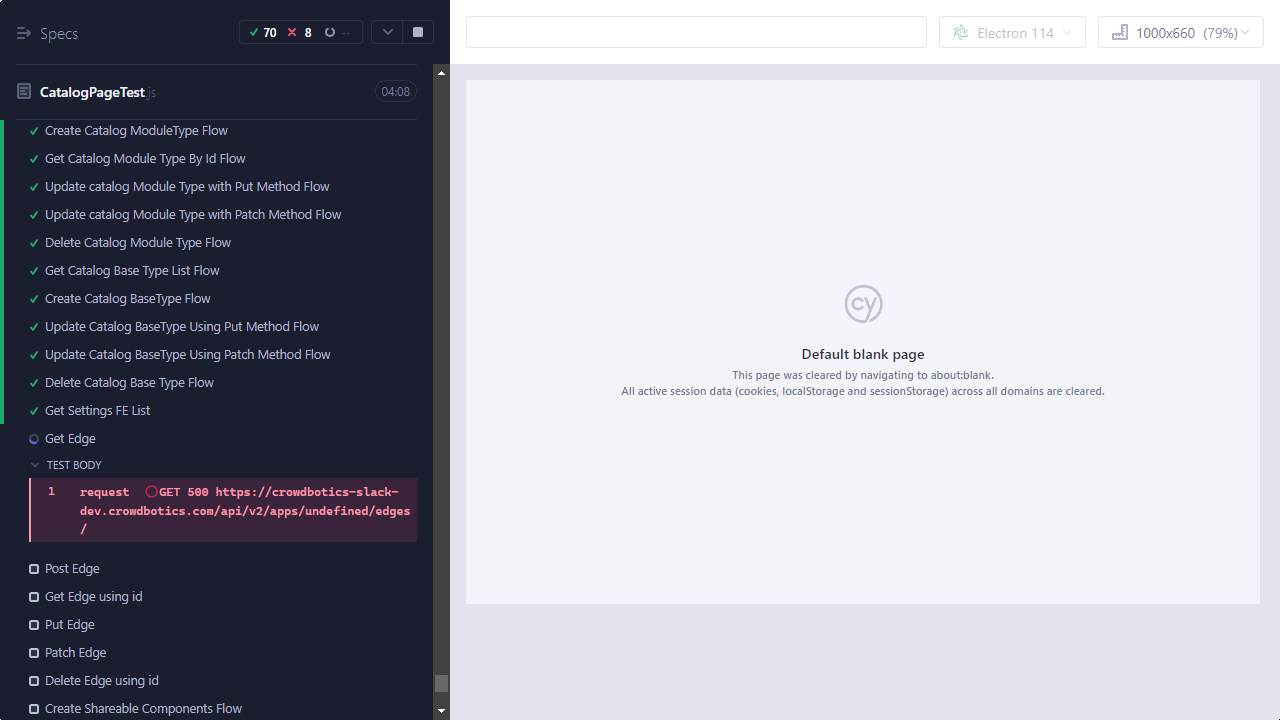 Specs
70
8
--
CatalogPageTest.js
04:08
Create Catalog ModuleType Flow
Get Catalog Module Type By Id Flow
Update catalog Module Type with Put Method Flow
Update catalog Module Type with Patch Method Flow
Delete Catalog Module Type Flow
Get Catalog Base Type List Flow
Create Catalog BaseType Flow
Update Catalog BaseType Using Put Method Flow
Update Catalog BaseType Using Patch Method Flow
Delete Catalog Base Type Flow
Get Settings FE List
Get Edge
TEST BODY
1 request GET 500 https://crowdbotics-slack-
dev.crowdbotics.com/api/v2/apps/undefined/edges
/
Post Edge
Get Edge using id
Put Edge
Patch Edge
Delete Edge using id
Create Shareable Components Flow
Electron 114
1000x660 (79%)
cy
Default blank page
This page was cleared by navigating to about:blank.
All active session data (cookies, localStorage and sessionStorage) across all domains are cleared.